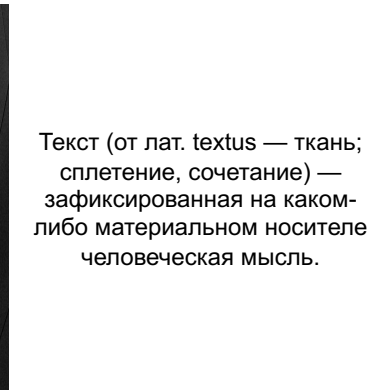 Текст (от лат. textus — ткань;
сплетение, сочетание) —
зафиксированная на каком-
либо материальном носителе
человеческая мысль.